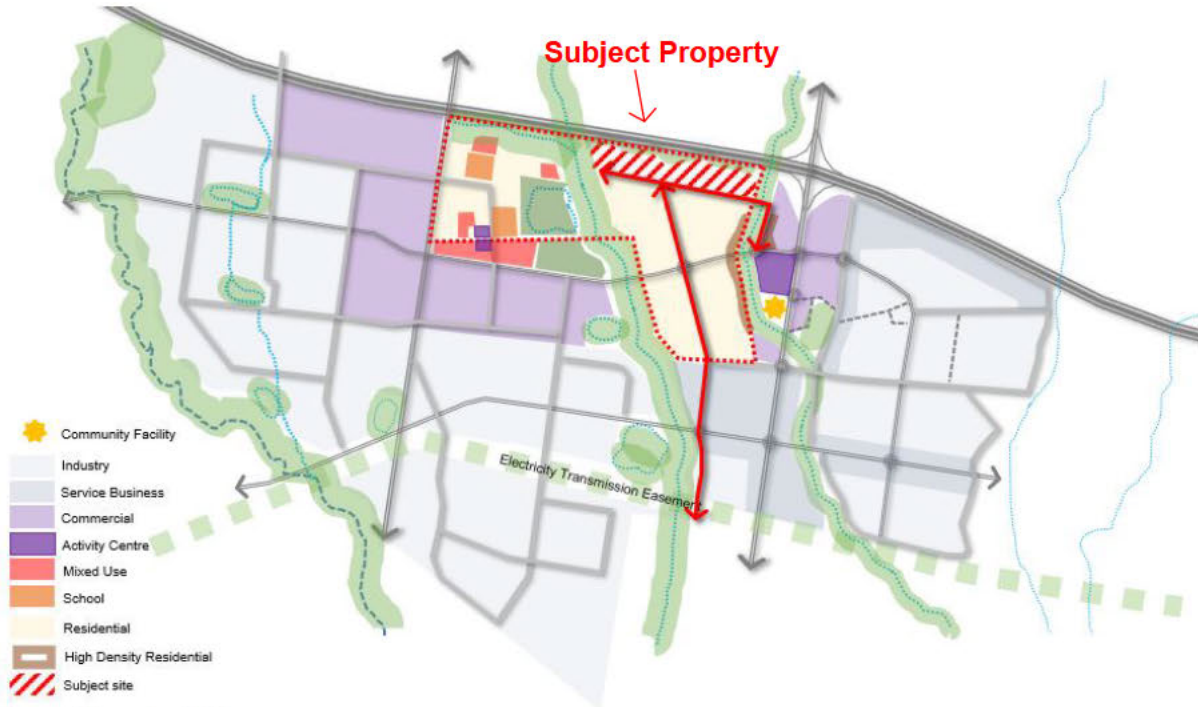 Subject Property
Electricity Transmission Easement
Community Facility
Industry
Service Business
Commercial
Activity Centre
Mixed Use
School
Residential
High Density Residential
Subject site